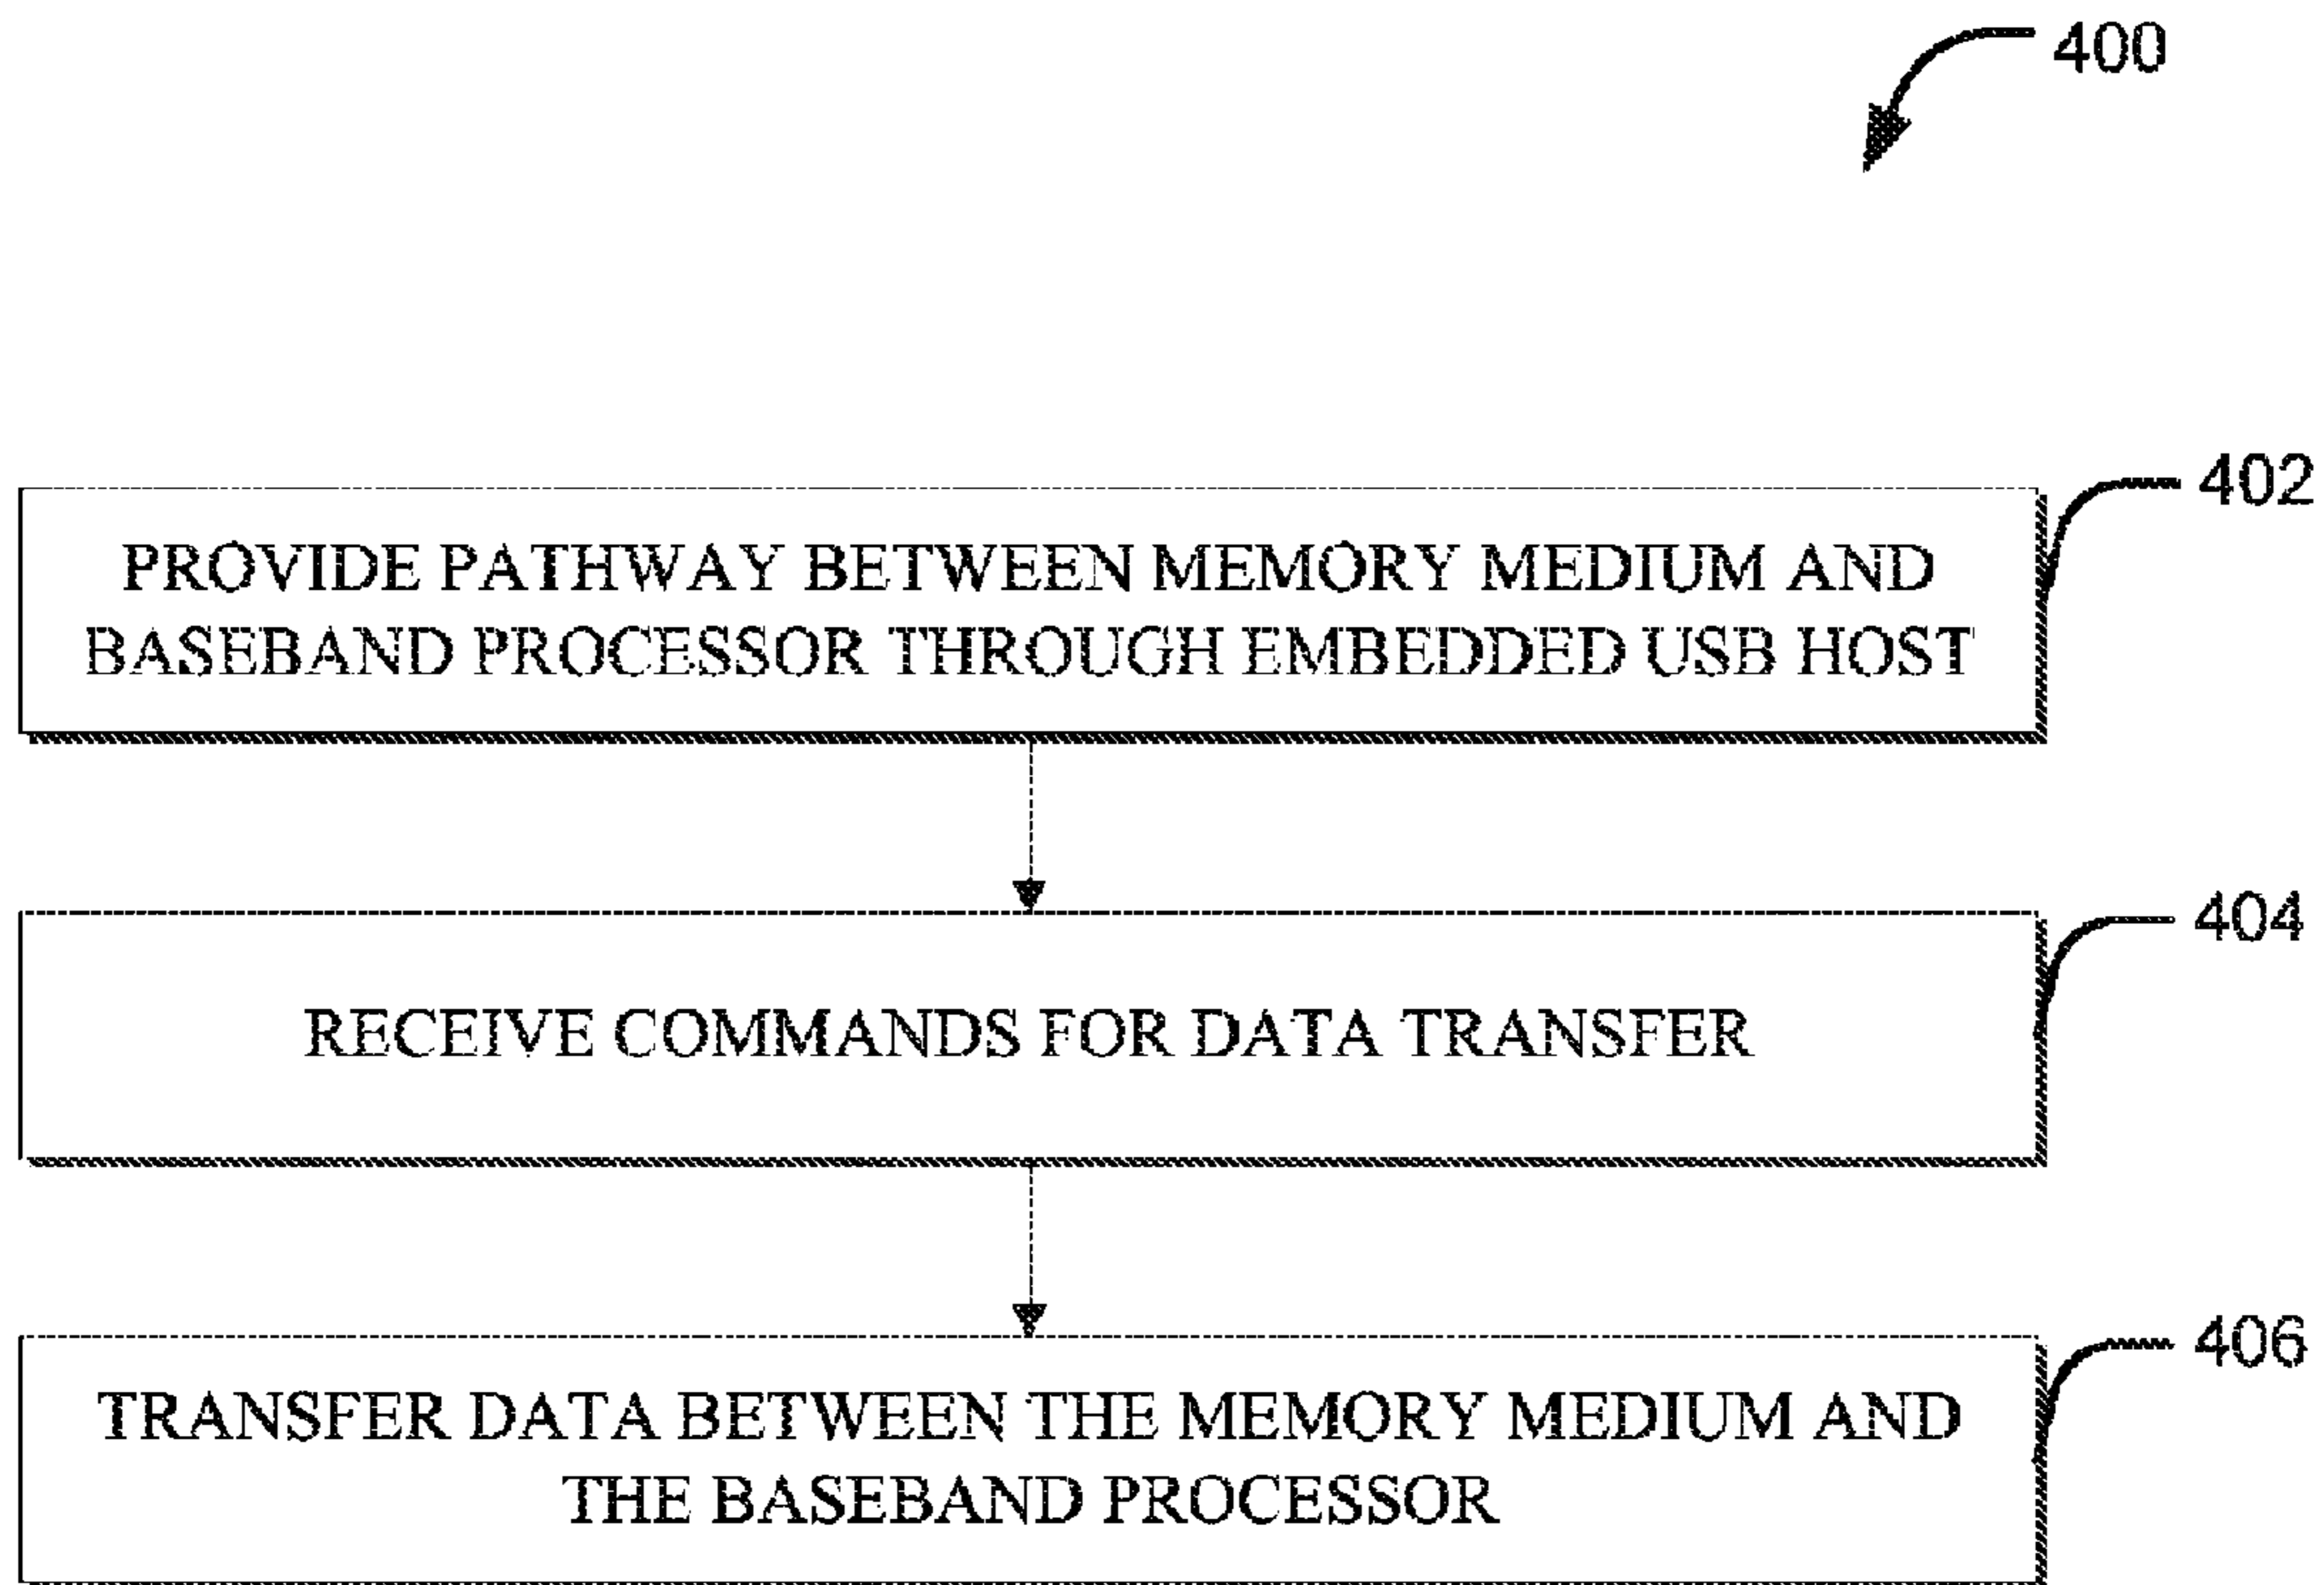 400
402
PROVIDE PATHWAY BETWEEN MEMORY MEDIUM AND
BASEBAND PROCESSOR THROUGH EMBEDDED USB HOST
404
RECEIVE COMMANDS FOR DATA TRANSFER
406
TRANSFER DATA BETWEEN THE MEMORY MEDIUM AND
THE BASEBAND PROCESSOR